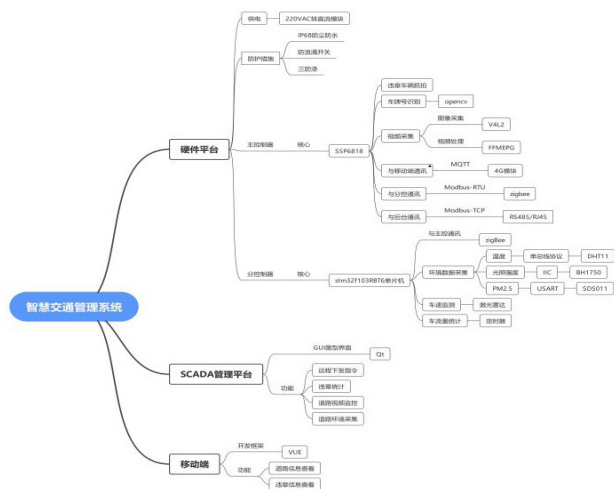 智慧交通管理系统
硬件平台
供电
220VAC转直流模块
防护措施
IP68防尘防水
防浪涌开关
三防漆
主控制器
核心
S5P6818
违章车辆抓拍
车牌号识别
opencv
视频采集
图像采集
V4L2
视频处理
FFMEPG
与移动端通讯
MQTT
4G模块
与分控通讯
Modbus-RTU
zigbee
与后台通讯
Modbus-TCP
RS485/RJ45
分控制器
核心
stm32f103RBT6单片机
与主控通讯
zigBee
环境数据采集
温度
单总线协议
DHT11
光照强度
IIC
BH1750
PM2.5
USART
SDS011
车速监测
激光雷达
车流量统计
定时器
SCADA管理平台
GUI图型界面
Qt
功能
远程下发指令
违章统计
道路视频监控
道路环境采集
移动端
开发框架
VUE
功能
道路信息查看
违章信息查看